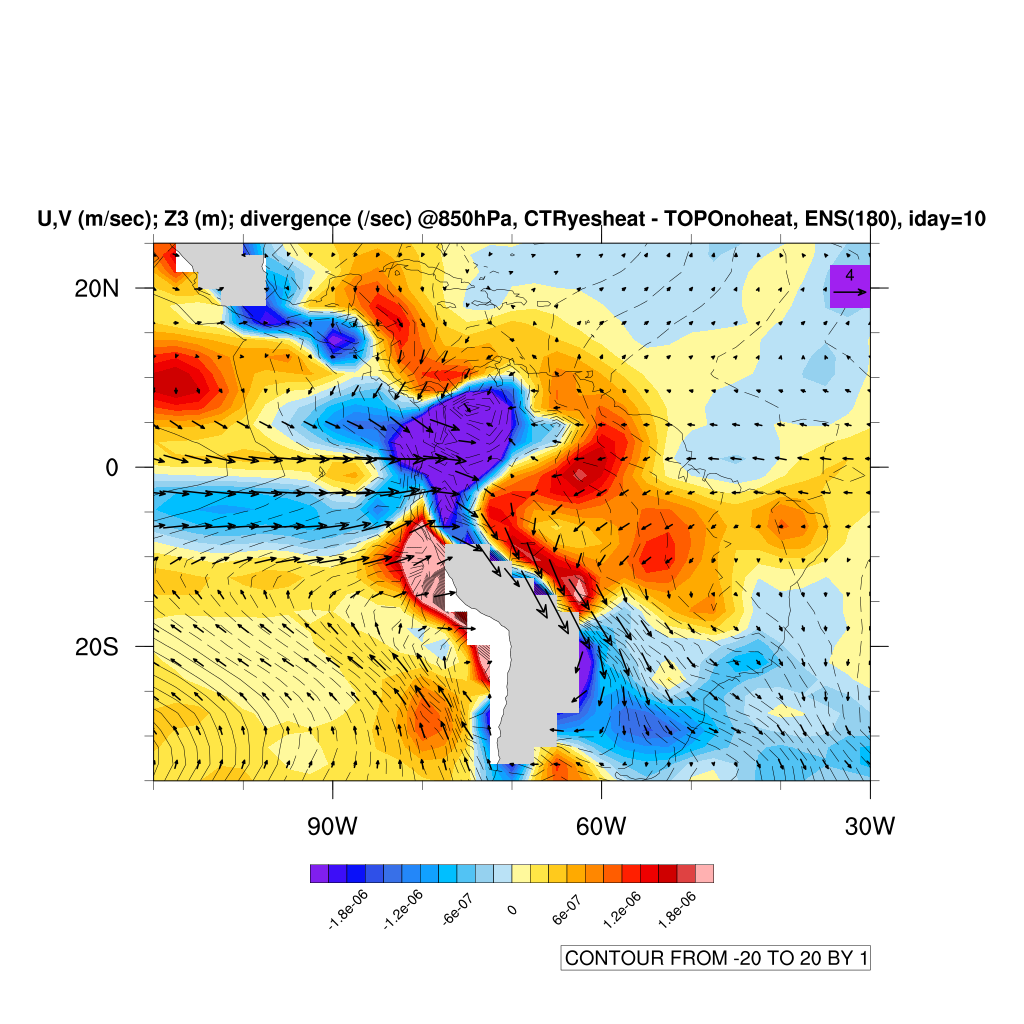 U,V (m/sec); Z3 (m); divergence (/sec) @850hPa, CTRyesheat - TOPOnoheat, ENS(180), iday=10
4
20N
0
20S
90W
60W
30W
-1.8e-06
-1.2e-06
-6e-07
0
6e-07
1.2e-06
1.8e-06
CONTOUR FROM -20 TO 20 BY 1